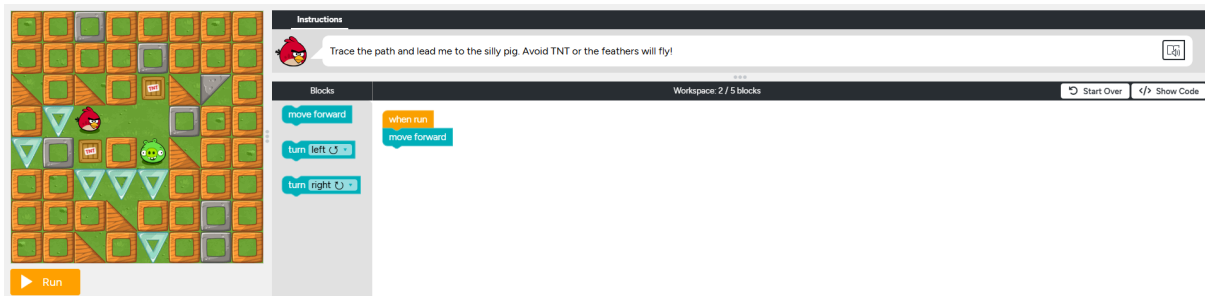 Instructions
Trace the path and lead me to the silly pig. Avoid TNT or the feathers will fly!
Blocks
Workspace: 2 / 5 blocks
Start Over
</> Show Code
move forward
turn left ↺
turn right ↻
when run
move forward
TNT
TNT
Run